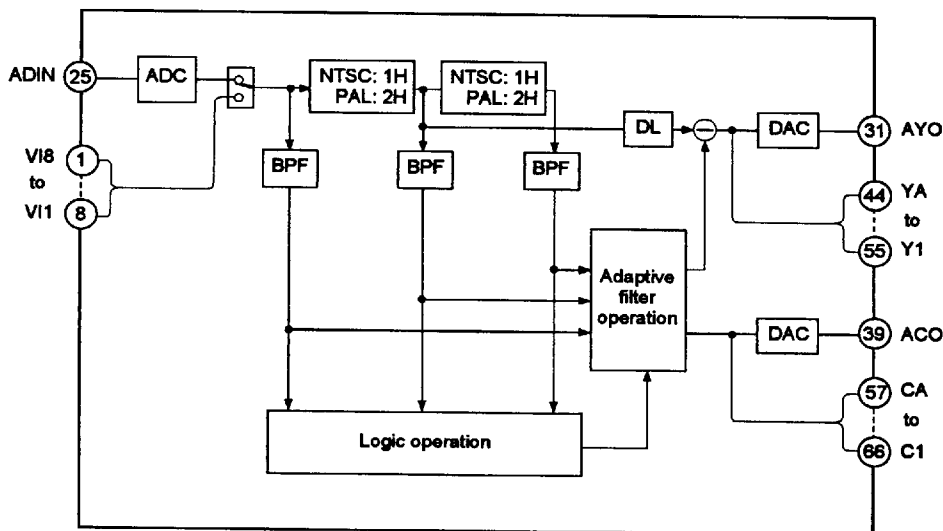 ADIN
25
ADC
NTSC: 1H
PAL: 2H
NTSC: 1H
PAL: 2H
DL
DAC
31
AYO
VI8
1
to
VI1
8
BPF
BPF
BPF
44
YA
to
55
Y1
Adaptive
filter
operation
DAC
39
ACO
57
CA
to
66
C1
Logic operation